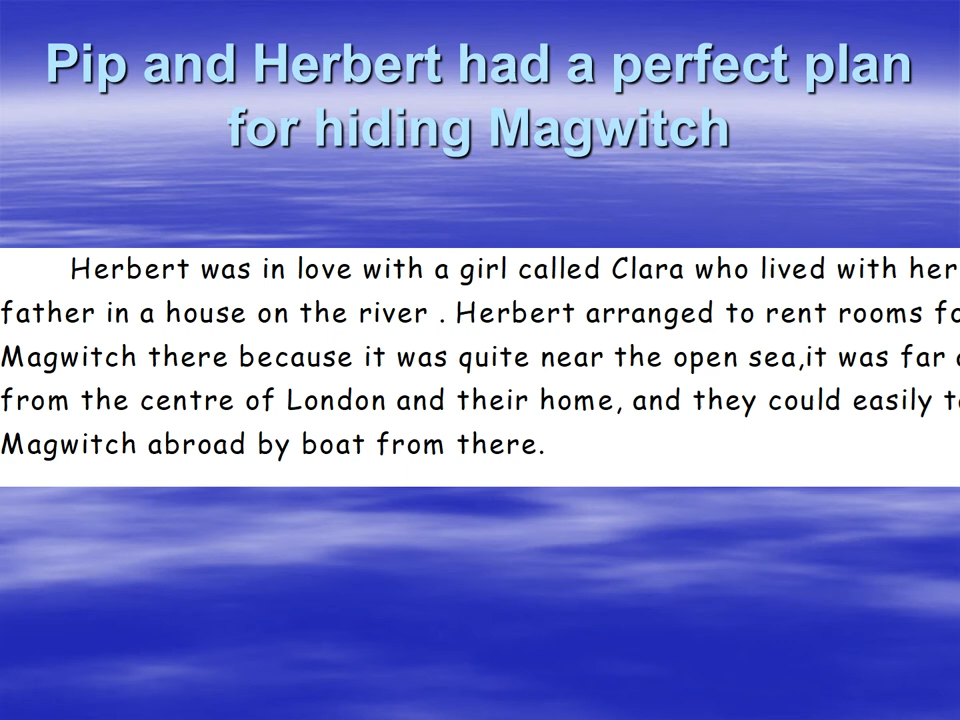 Pip and Herbert had a perfect plan
for hiding Magwitch
Herbert was in love with a girl called Clara who lived with her
father in a house on the river . Herbert arranged to rent rooms
Magwitch there because it was quite near the open sea,it was far
from the centre of London and their home, and they could easily
Magwitch abroad by boat from there.